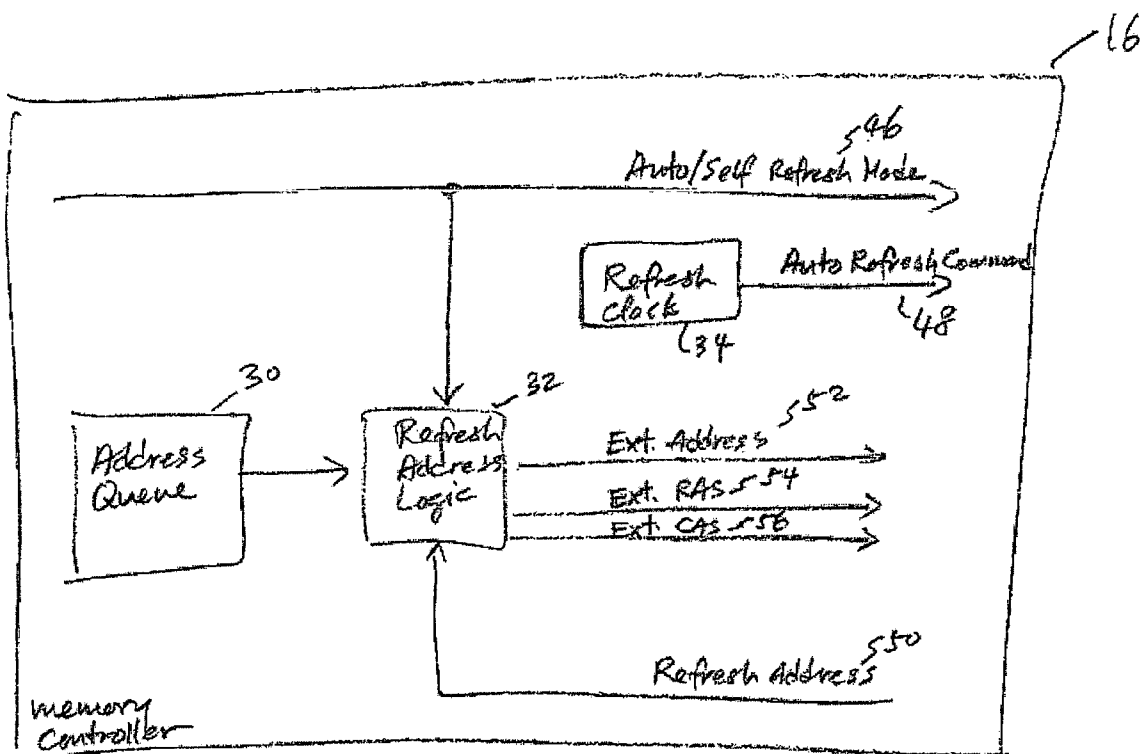 16
46
Auto/Self Refresh Mode
Refresh
Clock
34
Auto Refresh Command
48
30
Address
Queue
32
Refresh
Address
Logic
Ext. Address 52
Ext. RAS 54
Ext. CAS 56
Refresh Address 50
memory
Controller